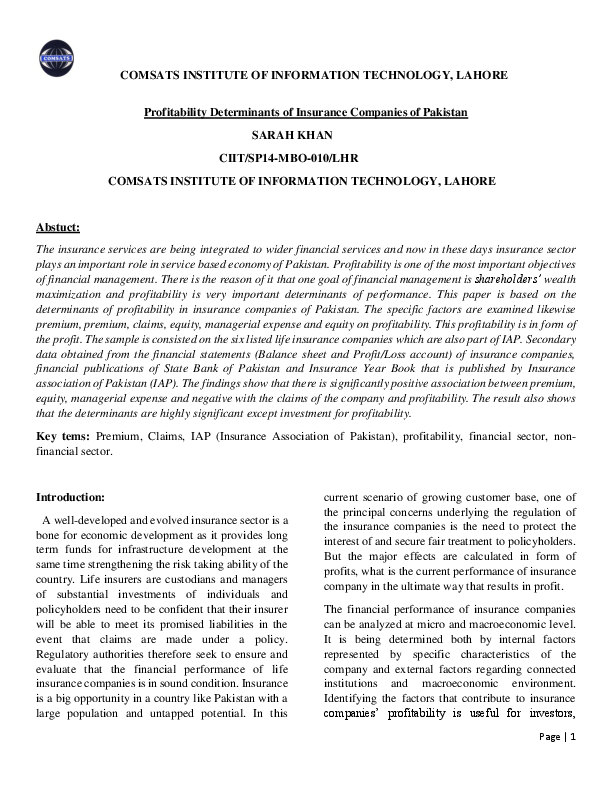 COMSATS
COMSATS INSTITUTE OF INFORMATION TECHNOLOGY, LAHORE
Profitability Determinants of Insurance Companies of Pakistan
SARAH KHAN
CIIT/SP14-MBO-010/LHR
COMSATS INSTITUTE OF INFORMATION TECHNOLOGY, LAHORE
Abstuct:
The insurance services are being integrated to wider financial services and now in these days insurance sector
plays an important role in service based economy of Pakistan. Profitability is one of the most important objectives
of financial management. There is the reason of it that one goal of financial management is shareholders' wealth
maximization and profitability is very important determinants of performance. This paper is based on the
determinants of profitability in insurance companies of Pakistan. The specific factors are examined likewise
premium, premium, claims, equity, managerial expense and equity on profitability. This profitability is in form of
the profit. The sample is consisted on the six listed life insurance companies which are also part of IAP. Secondary
data obtained from the financial statements (Balance sheet and Profit/Loss account) of insurance companies,
financial publications of State Bank of Pakistan and Insurance Year Book that is published by Insurance
association of Pakistan (IAP). The findings show that there is significantly positive association between premium,
equity, managerial expense and negative with the claims of the company and profitability. The result also shows
that the determinants are highly significant except investment for profitability.
Key tems: Premium, Claims, IAP (Insurance Association of Pakistan), profitability, financial sector, non-
financial sector.
Introduction:
A well-developed and evolved insurance sector is a
bone for economic development as it provides long
term funds for infrastructure development at the
same time strengthening the risk taking ability of the
country. Life insurers are custodians and managers
of substantial investments of individuals and
policyholders need to be confident that their insurer
will be able to meet its promised liabilities in the
event that claims are made under a policy.
Regulatory authorities therefore seek to ensure and
evaluate that the financial performance of life
insurance companies is in sound condition. Insurance
is a big opportunity in a country like Pakistan with a
large population and untapped potential. In this
current scenario of growing customer base, one of
the principal concerns underlying the regulation of
the insurance companies is the need to protect the
interest of and secure fair treatment to policyholders.
But the major effects are calculated in form of
profits, what is the current performance of insurance
company in the ultimate way that results in profit.
The financial performance of insurance companies
can be analyzed at micro and macroeconomic level.
It is being determined both by internal factors
represented by specific characteristics of the
company and external factors regarding connected
institutions and macroeconomic environment.
Identifying the factors that contribute to insurance
companies' profitability is useful for investors,
Page | 1